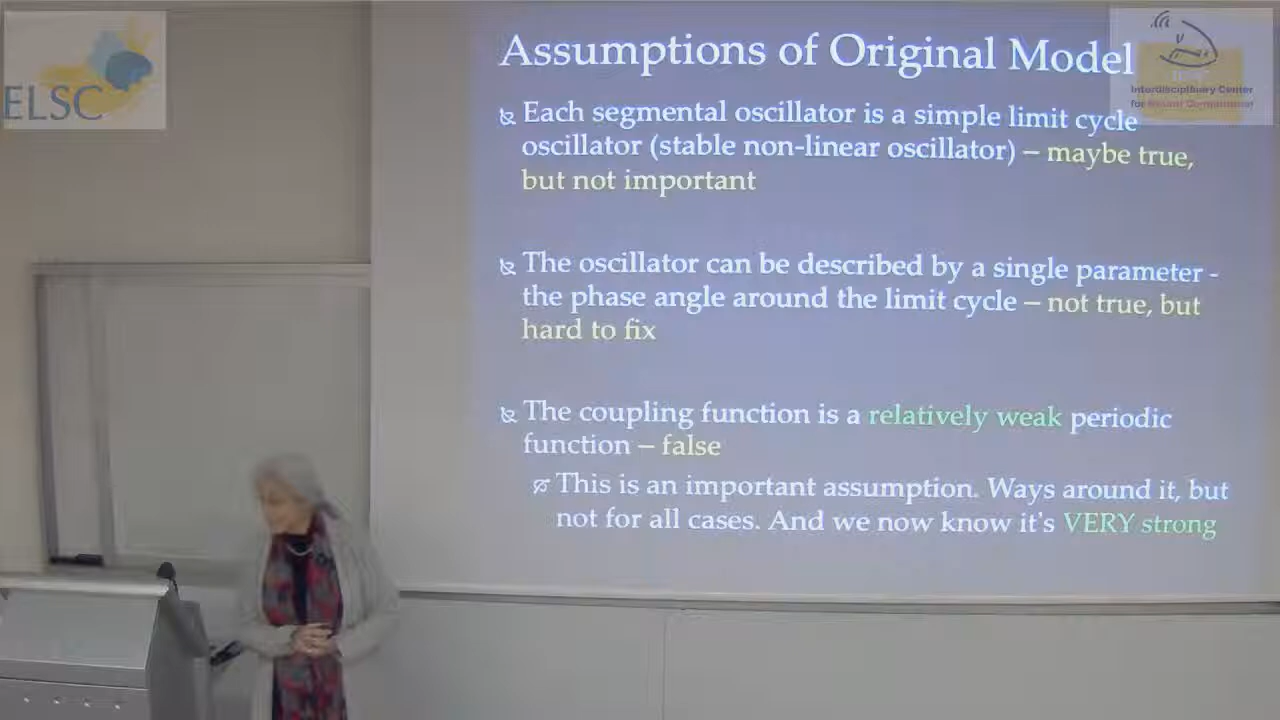 ELSC
Assumptions of Original Model
Interdisciplinary Center
for Neural Computation
Each segmental oscillator is a simple limit cycle
oscillator (stable non-linear oscillator) – maybe true,
but not important
The oscillator can be described by a single parameter -
the phase angle around the limit cycle – not true, but
hard to fix
The coupling function is a relatively weak periodic
function – false
This is an important assumption. Ways around it, but
not for all cases. And we now know it's VERY strong